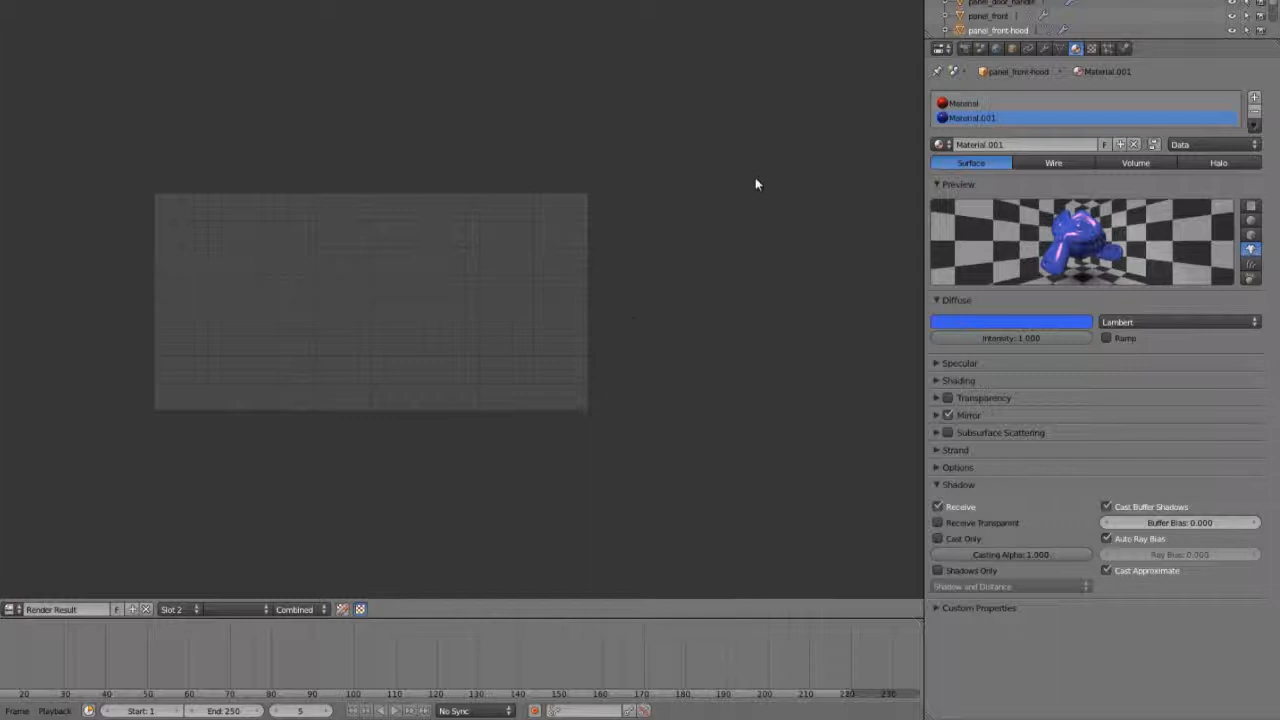 panel_door_handle
panel_front
panel_front-hood
panel_front-hood Material.001
Material
Material.001
Material.001 F Data
Surface Wire Volume Halo
Preview
Diffuse
Lambert
Intensity: 1.000 Ramp
Specular
Shading
Transparency
Mirror
Subsurface Scattering
Strand
Options
Shadow
Receive Cast Buffer Shadows
Receive Transparent Buffer Bias: 0.000
Cast Only Auto Ray Bias
Casting Alpha: 1.000 Ray Bias: 0.000
Shadows Only Cast Approximate
Shadow and Distance
Custom Properties
Render Result F Slot 2 Combined
20 30 40 50 60 70 80 90 100 110 120 130 140 150 160 170 180 190 200 210 220 230
Frame Playback Start: 1 End: 250 5 No Sync